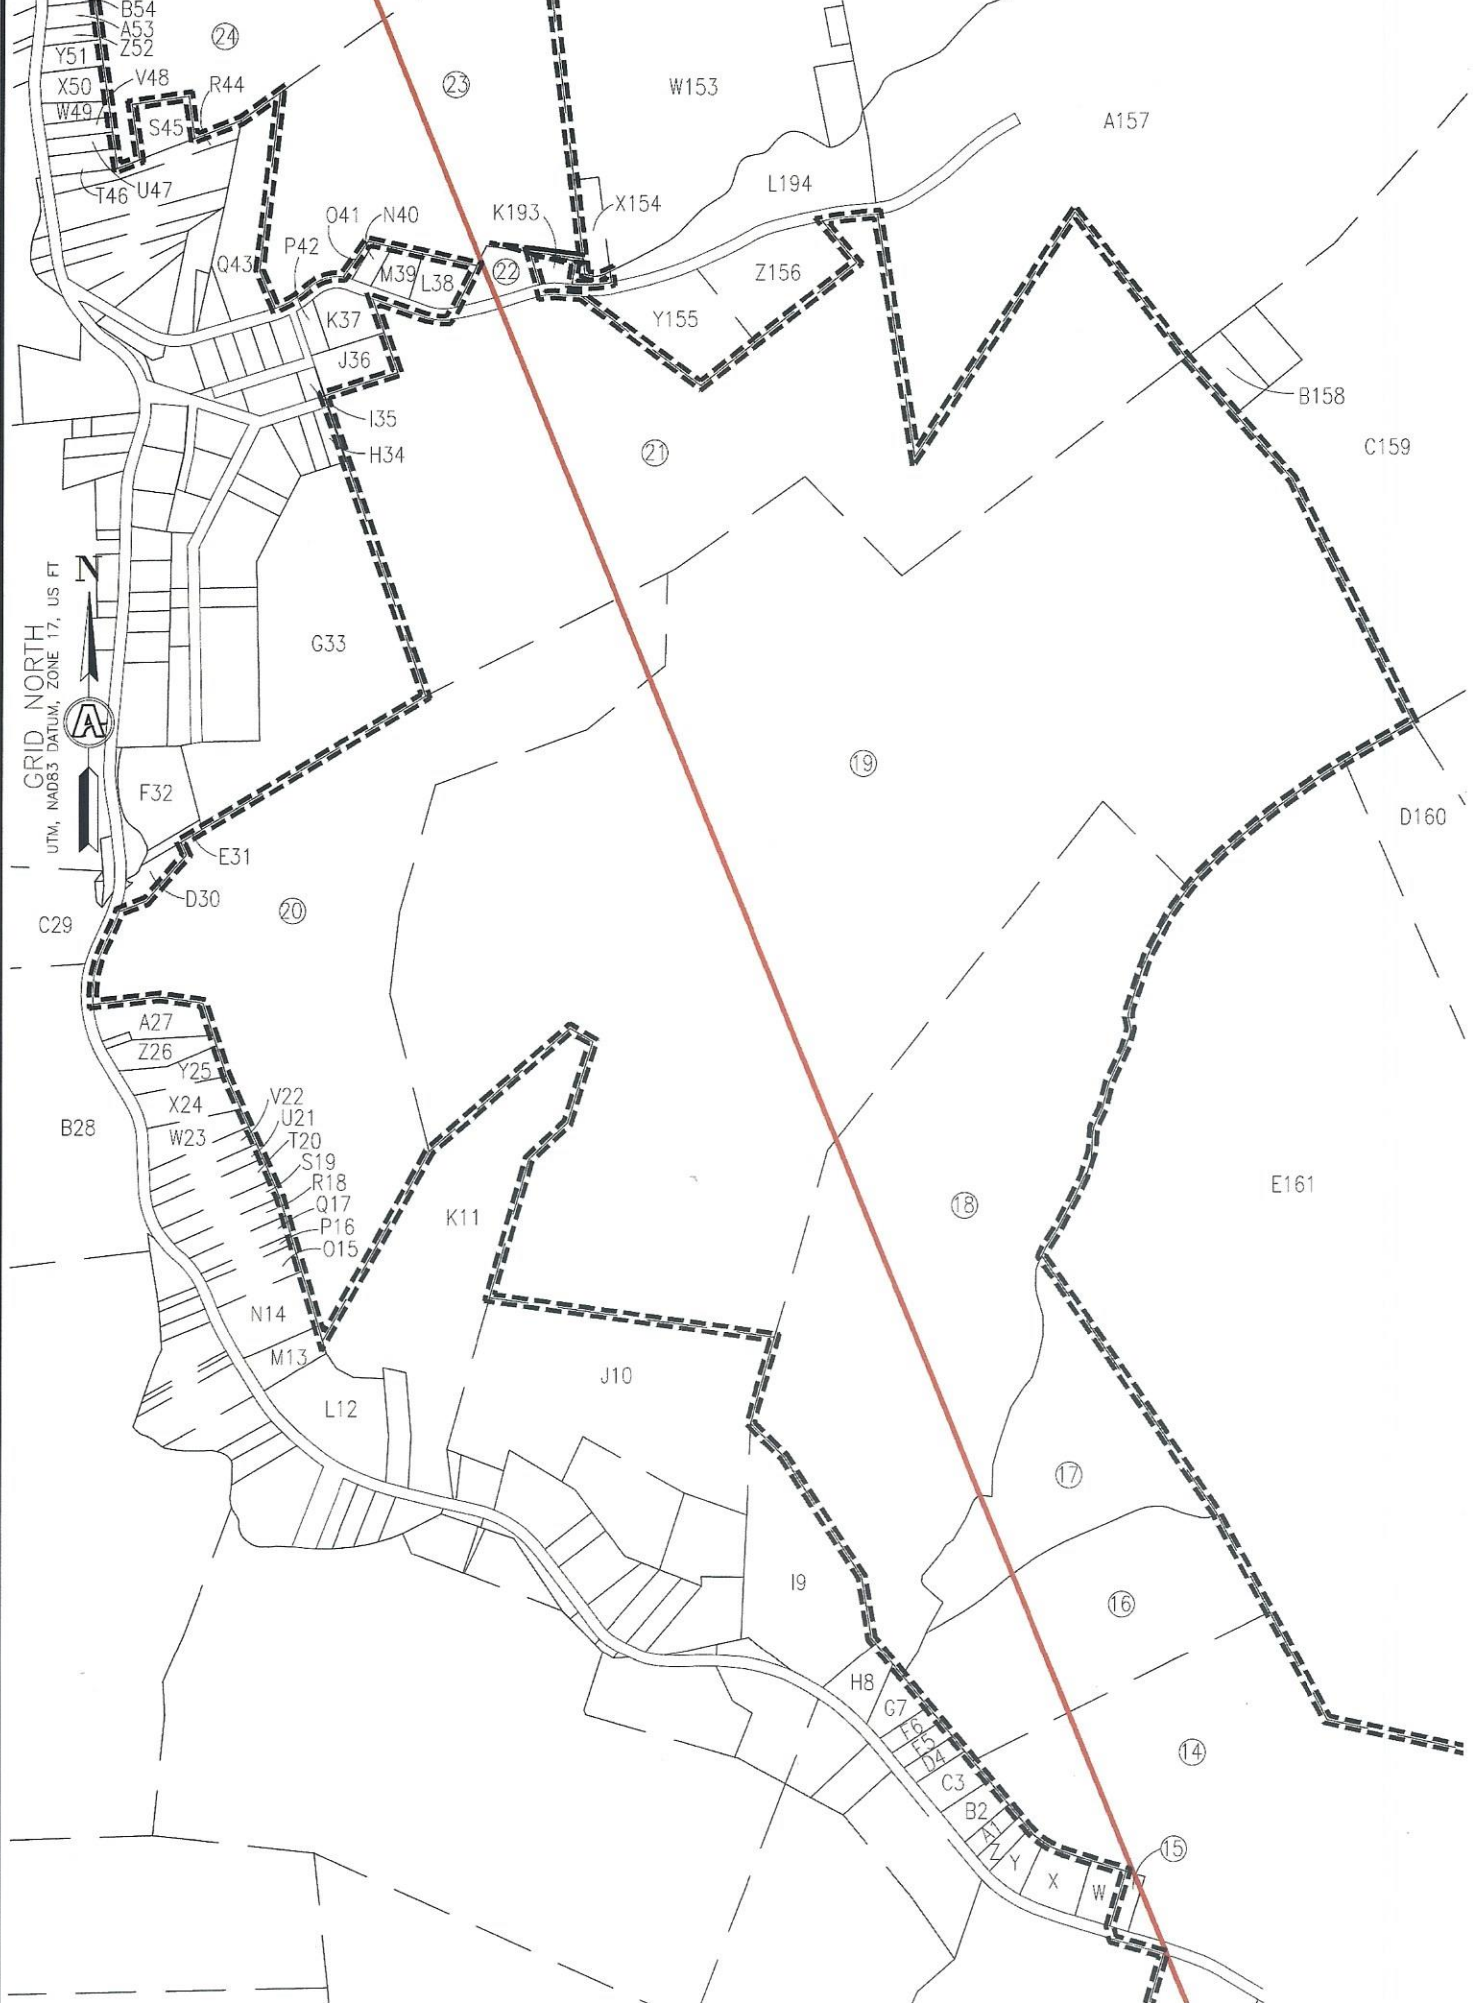 B54
A53
Z52
24
Y51
V48
R44
23
X50
W153
W49
S45
A157
U47
T46
L194
O41
N40
K193
X154
P42
Q43
M39
L38
22
Z156
K37
Y155
J36
B158
I35
C159
H34
21
N
GRID NORTH
UTM, NAD83 DATUM, ZONE 17, US FT
A
G33
19
F32
D160
E31
D30
20
C29
A27
Z26
Y25
V22
X24
U21
B28
W23
T20
S19
R18
E161
Q17
18
K11
P16
O15
N14
M13
J10
L12
17
I9
16
H8
G7
F6
E5
D4
14
C3
B2
A1
Z
15
Y
X
W